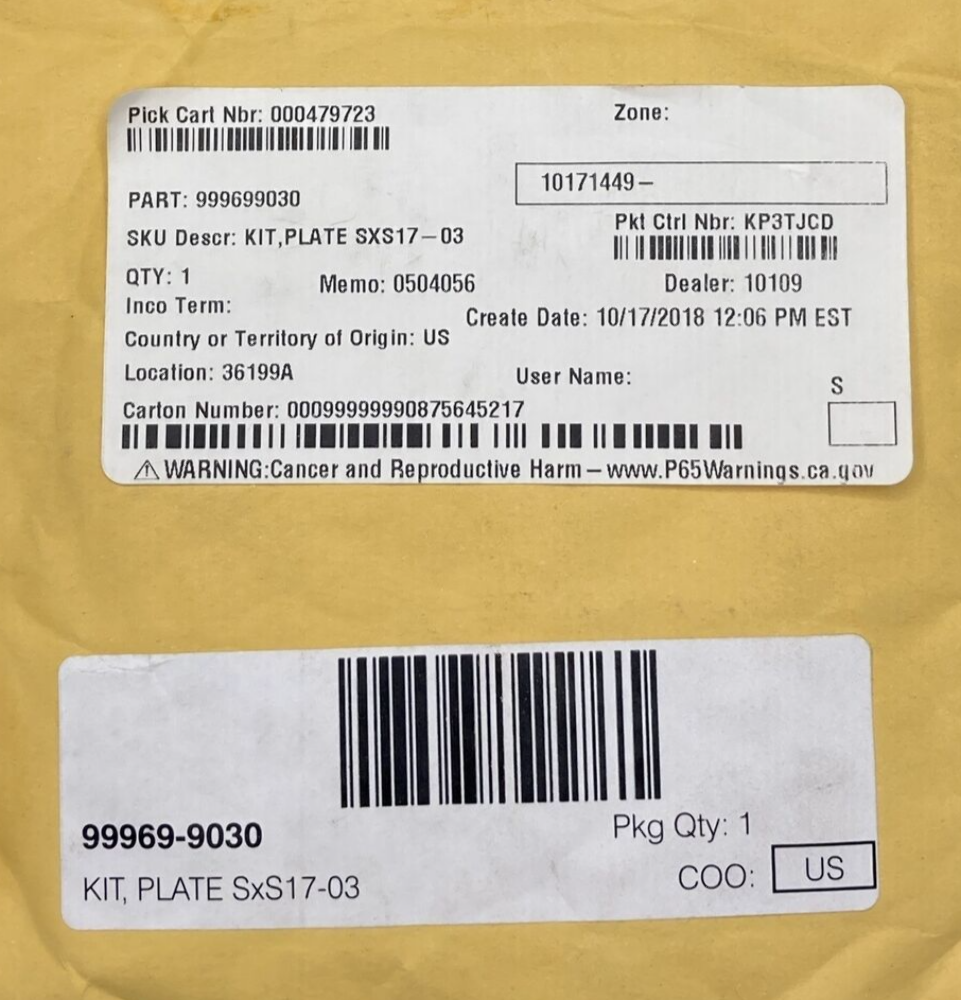 Pick Cart Nbr: 000479723
Zone:
10171449–
PART: 999699030
Pkt Ctrl Nbr: KP3TJCD
SKU Descr: KIT,PLATE SXS17–03
QTY: 1
Memo: 0504056
Dealer: 10109
Inco Term:
Create Date: 10/17/2018 12:06 PM EST
Country or Territory of Origin: US
Location: 36199A
User Name:
S
Carton Number: 00099999990875645217
⚠ WARNING:Cancer and Reproductive Harm – www.P65Warnings.ca.gov
99969-9030
Pkg Qty: 1
KIT, PLATE SxS17-03
COO: US